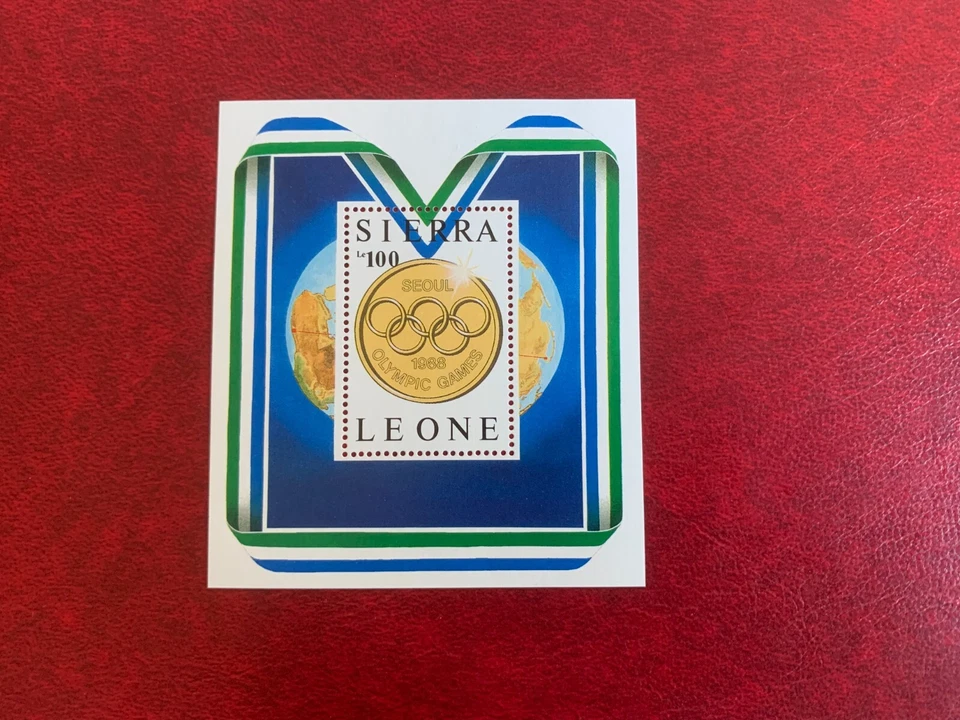 SIERRA
Le100
SEOUL
1988
OLYMPIC GAMES
LEONE